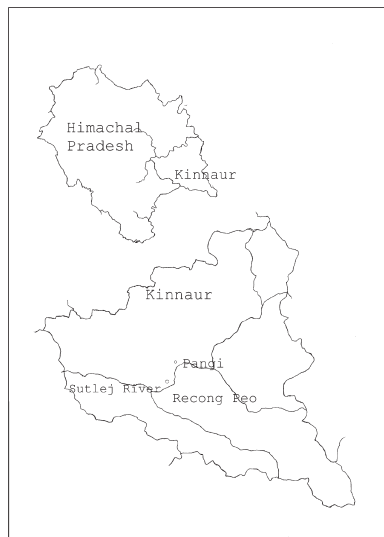 Himachal
Pradesh
Kinnaur
Kinnaur
Pangi
Sutlej River
Recong Peo